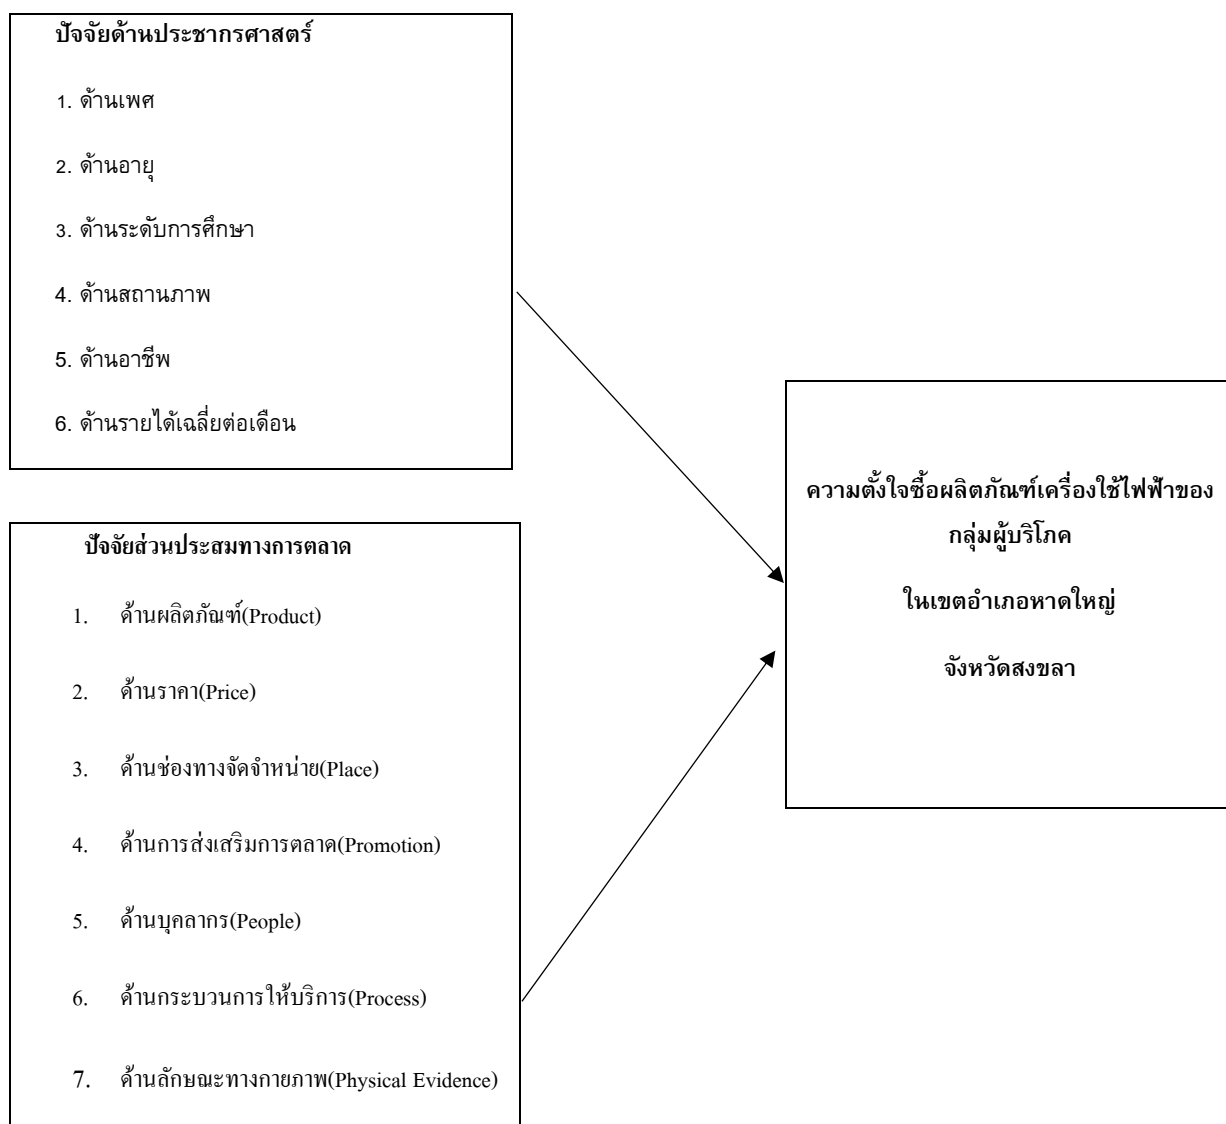 ปัจจัยด้านประชากรศาสตร์
1. ด้านเพศ
2. ด้านอายุ
3. ด้านระดับการศึกษา
4. ด้านสถานภาพ
5. ด้านอาชีพ
6. ด้านรายได้เฉลี่ยต่อเดือน
ปัจจัยส่วนประสมทางการตลาด
1. ด้านผลิตภัณฑ์(Product)
2. ด้านราคา(Price)
3. ด้านช่องทางจัดจำหน่าย(Place)
4. ด้านการส่งเสริมการตลาด(Promotion)
5. ด้านบุคลากร(People)
6. ด้านกระบวนการให้บริการ(Process)
7. ด้านลักษณะทางกายภาพ(Physical Evidence)
ความตั้งใจซื้อผลิตภัณฑ์เครื่องใช้ไฟฟ้าของ
กลุ่มผู้บริโภค
ในเขตอำเภอหาดใหญ่
จังหวัดสงขลา